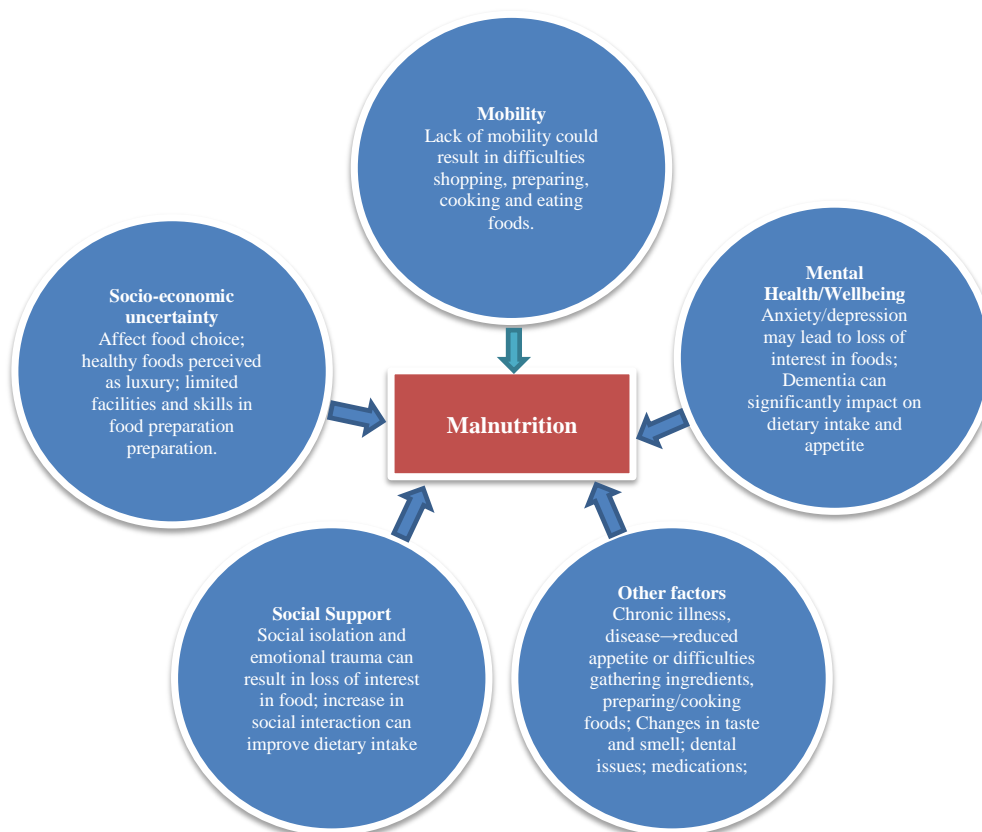 Mobility
Lack of mobility could
result in difficulties
shopping, preparing,
cooking and eating
foods.
Socio-economic
uncertainty
Affect food choice;
healthy foods perceived
as luxury; limited
facilities and skills in
food preparation
preparation.
Mental
Health/Wellbeing
Anxiety/depression
may lead to loss of
interest in foods;
Dementia can
significantly impact on
dietary intake and
appetite
Malnutrition
Social Support
Social isolation and
emotional trauma can
result in loss of interest
in food; increase in
social interaction can
improve dietary intake
Other factors
Chronic illness,
disease→reduced
appetite or difficulties
gathering ingredients,
preparing/cooking
foods; Changes in taste
and smell; dental
issues; medications;